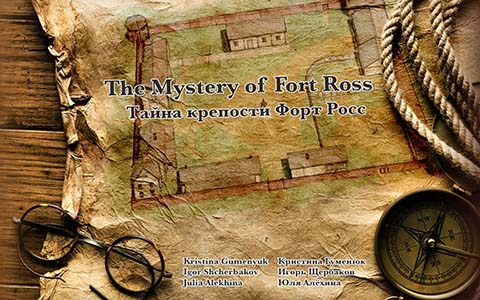 The Mystery of Fort Ross
Тайна крепости Форт Росс
Kristina Gumenyuk Кристина Гуменюк
Igor Shcherbakov Игорь Щербаков
Julia Alekhina Юля Алёхина